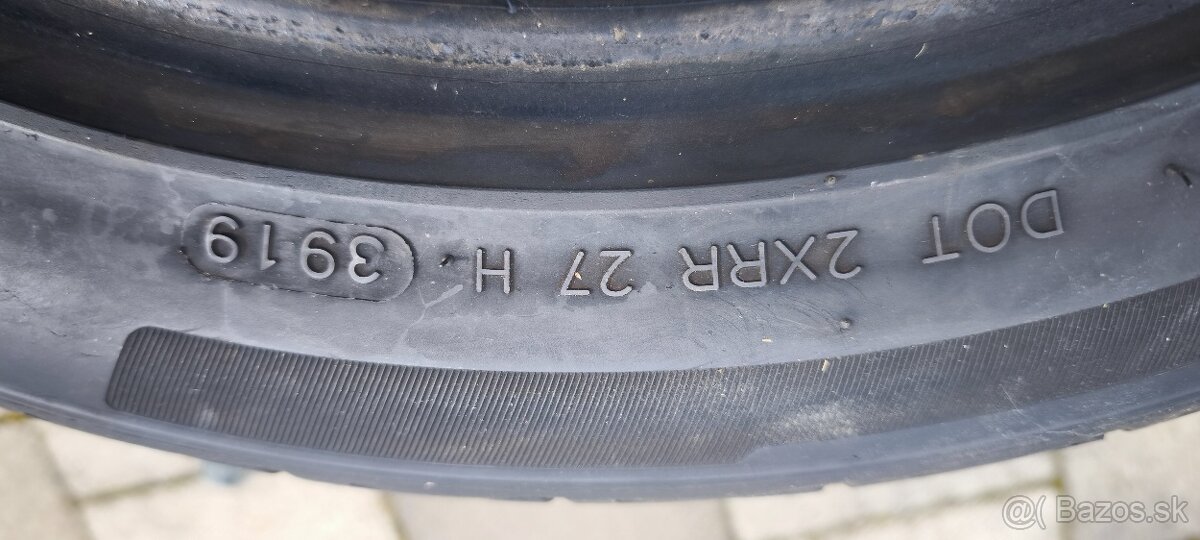 DOT 2XRR 27 H 3919
@( Bazos.sk